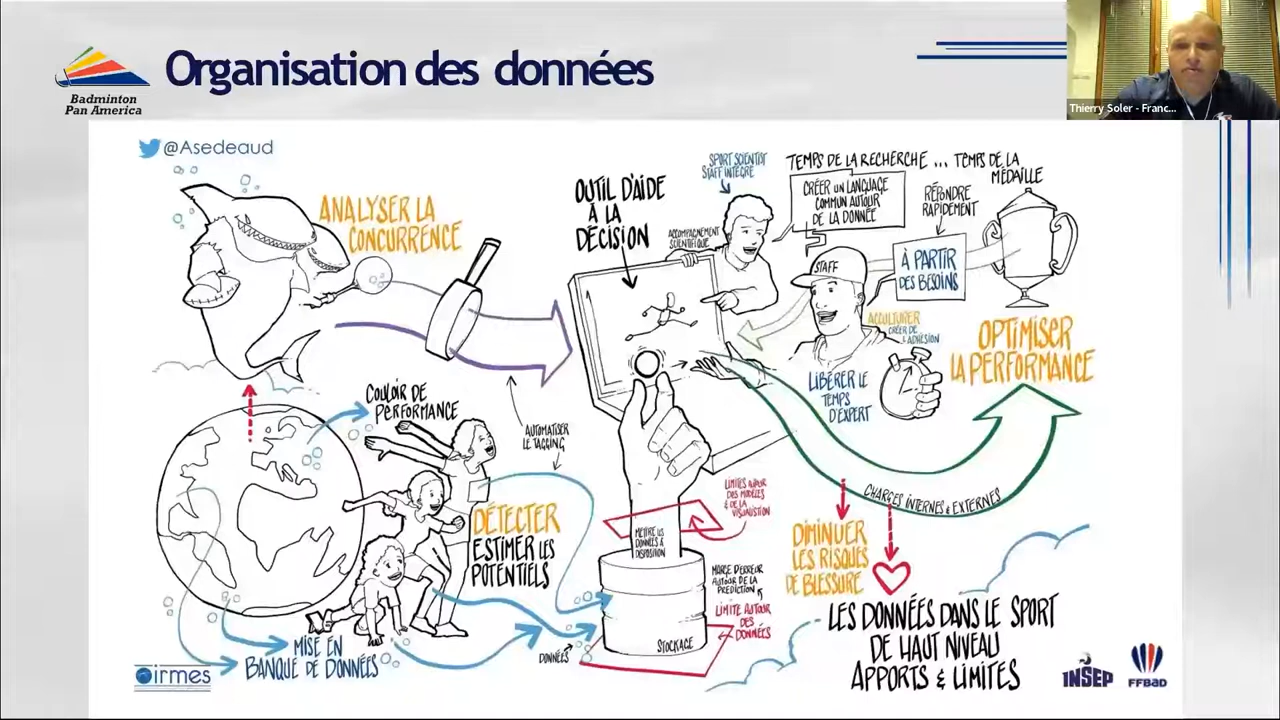 Organisation des données
Badminton
Pan America
Thierry Soler - Franc...
@Asedeaud
ANALYSER LA
CONCURRENCE
OUTIL D'AIDE
À LA
DÉCISION
SPORT SCIENTIST
STAFF INTÉGRÉ
ACCOMPAGNEMENT
SCIENTIFIQUE
TEMPS DE LA RECHERCHE ... TEMPS DE LA
MÉDAILLE
CRÉER UN LANGUAGE
COMMUN AUTOUR
DE LA DONNÉE
RÉPONDRE
RAPIDEMENT
STAFF
À PARTIR
DES BESOINS
ACCULTURER
CRÉER DE
L'ADHÉSION
LIBÉRER LE
TEMPS
D'EXPERT
OPTIMISER
LA PERFORMANCE
COULOIR DE
PERFORMANCE
AUTOMATISER
LE TAGGING
DÉTECTER
ESTIMER LES
POTENTIELS
METTRE LES
DONNÉES À
DISPOSITION
LIMITES AUTOUR
DES MODÈLES
& DE LA
VISUALISATION
MARGE D'ERREUR
AUTOUR DE LA
PRÉDICTION
LIMITE AUTOUR
DES
DONNÉES
STOCKAGE
DONNÉES
MISE EN
BANQUE DE DONNÉES
CHARGES INTERNES & EXTERNES
DIMINUER
LES RISQUES
DE BLESSURE
LES DONNÉES DANS LE SPORT
DE HAUT NIVEAU
APPORTS & LIMITES
irmes
INSEP
FFBaD